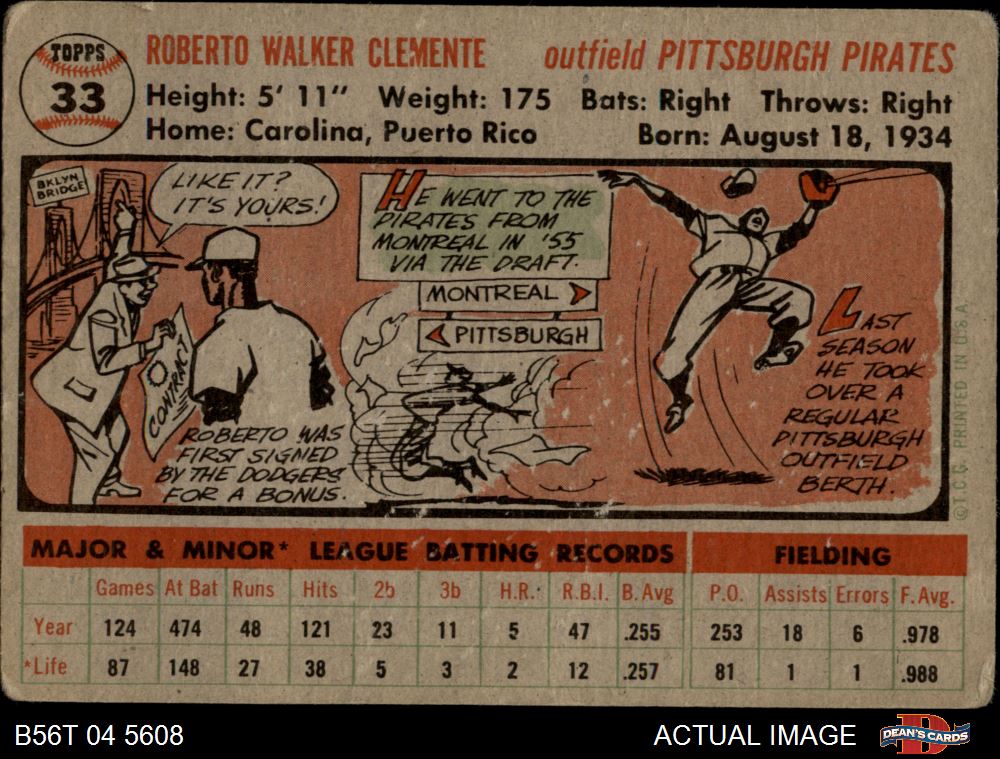 TOPPS
33
ROBERTO WALKER CLEMENTE outfield PITTSBURGH PIRATES
Height: 5' 11" Weight: 175 Bats: Right Throws: Right
Home: Carolina, Puerto Rico Born: August 18, 1934
BKLYN
BRIDGE
LIKE IT?
IT'S YOURS!
CONTRACT
ROBERTO WAS
FIRST SIGNED
BY THE DODGERS
FOR A BONUS.
HE WENT TO THE
PIRATES FROM
MONTREAL IN '55
VIA THE DRAFT.
MONTREAL
PITTSBURGH
LAST
SEASON
HE TOOK
OVER A
REGULAR
PITTSBURGH
OUTFIELD
BERTH.
© T.C.G. PRINTED IN U.S.A.
MAJOR & MINOR* LEAGUE BATTING RECORDS FIELDING
Games At Bat Runs Hits 2b 3b H.R. R.B.I. B. Avg P.O. Assists Errors F. Avg.
Year 124 474 48 121 23 11 5 47 .255 253 18 6 .978
*Life 87 148 27 38 5 3 2 12 .257 81 1 1 .988
B56T 04 5608 ACTUAL IMAGE DEAN'S CARDS